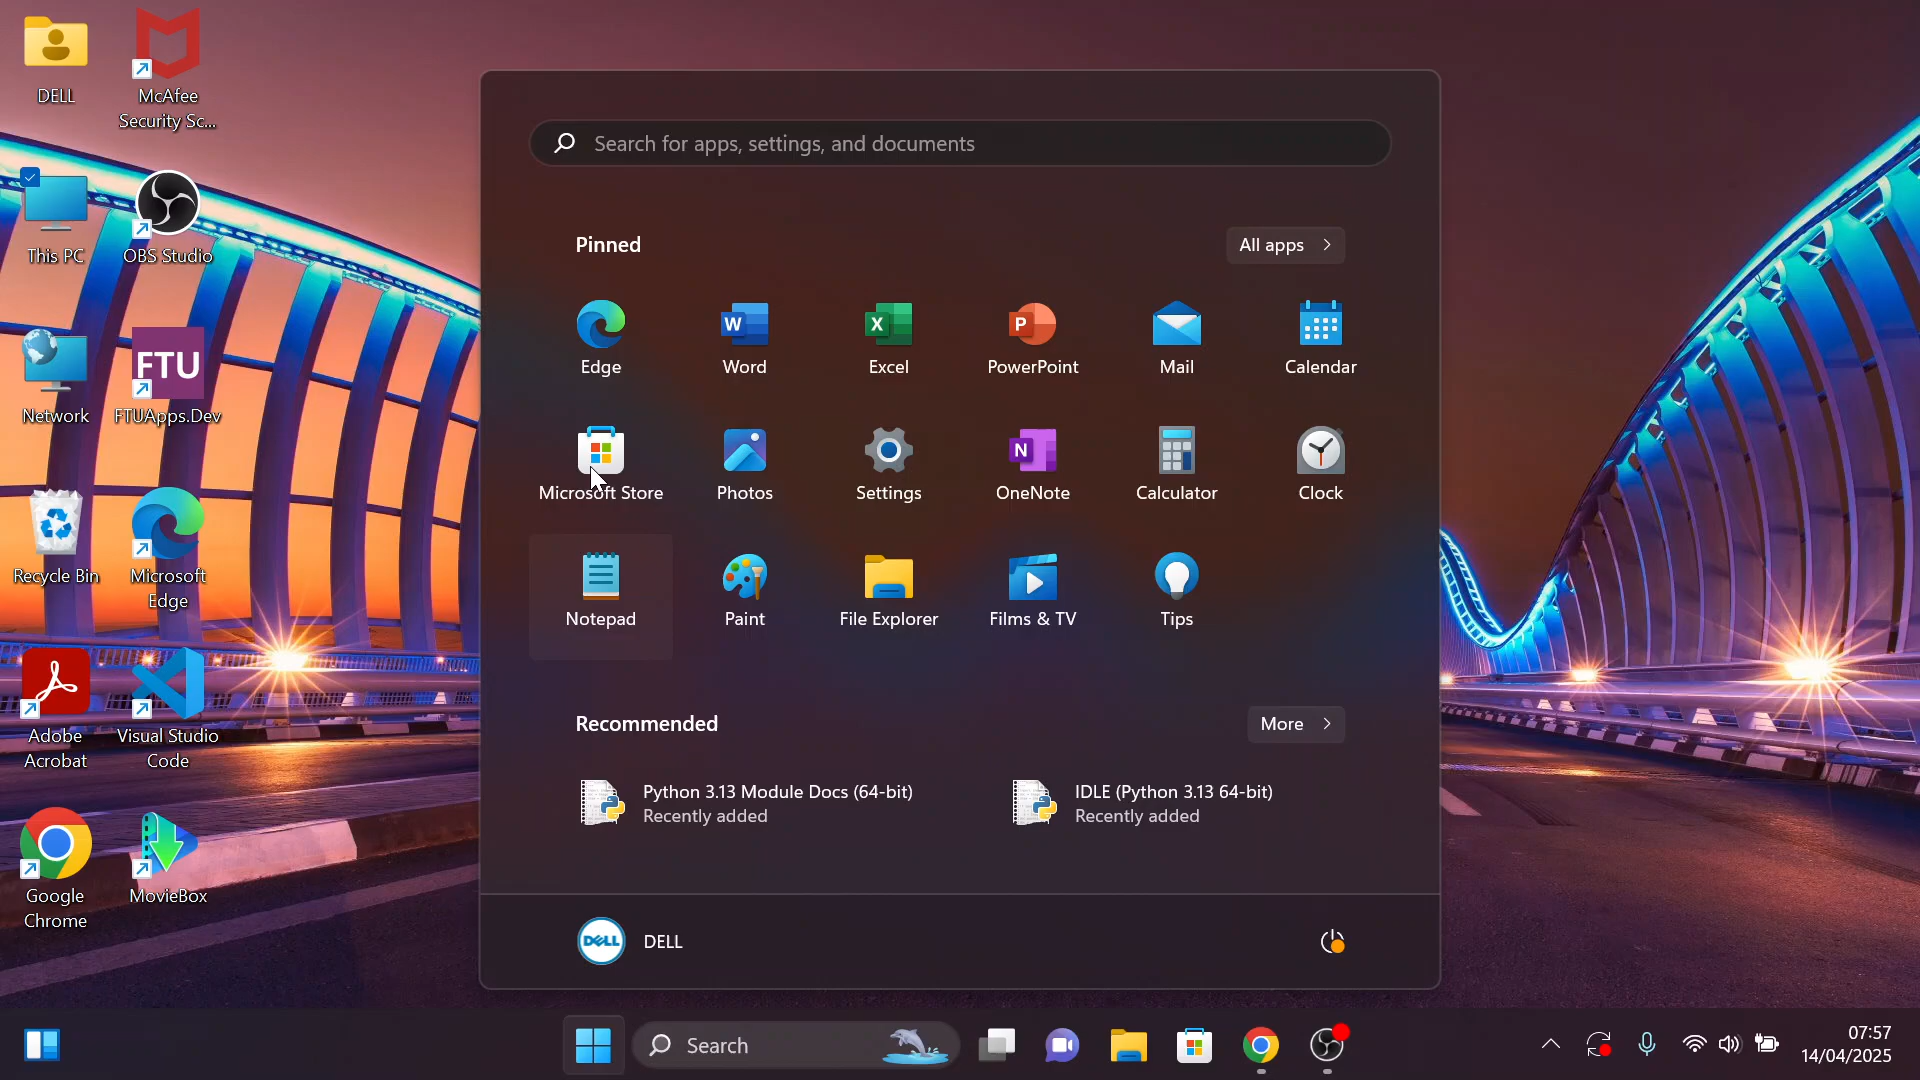 DELL
McAfee
Security Sc...
This PC
OBS Studio
Network
FTU
FTUApps.Dev
Recycle Bin
Microsoft
Edge
Adobe
Acrobat
Visual Studio
Code
Google
Chrome
MovieBox
Search for apps, settings, and documents
Pinned
All apps
Edge
W
Word
X
Excel
P
PowerPoint
Mail
Calendar
Microsoft Store
Photos
Settings
N
OneNote
Calculator
Clock
Notepad
Paint
File Explorer
Films & TV
Tips
Recommended
More
Python 3.13 Module Docs (64-bit)
Recently added
IDLE (Python 3.13 64-bit)
Recently added
DELL
DELL
Search
07:57
14/04/2025